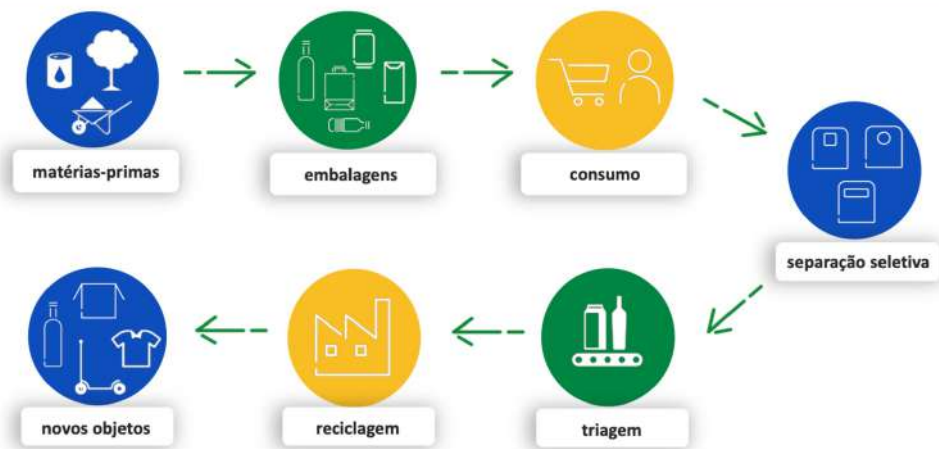 matérias-primas
embalagens
consumo
separação seletiva
triagem
reciclagem
novos objetos